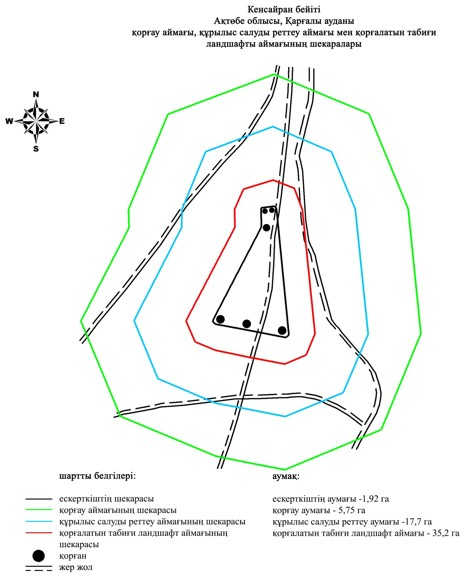 Кенсайран бейіті
Ақтөбе облысы, Қарғалы ауданы
қорғау аймағы, құрылыс салуды реттеу аймағы мен қорғалатын табиғи
ландшафты аймағының шекаралары
N
W E
S
шартты белгілері: аумақ:
ескерткіштің шекарасы ескерткіштің аумағы -1,92 га
қорғау аймағының шекарасы қорғау аумағы - 5,75 га
құрылыс салуды реттеу аймағының шекарасы құрылыс салуды реттеу аумағы -17,7 га
қорғалатын табиғи ландшафт аймағының қорғалатын табиғи ландшафт аймағы - 35,2 га
шекарасы
қорған
жер жол